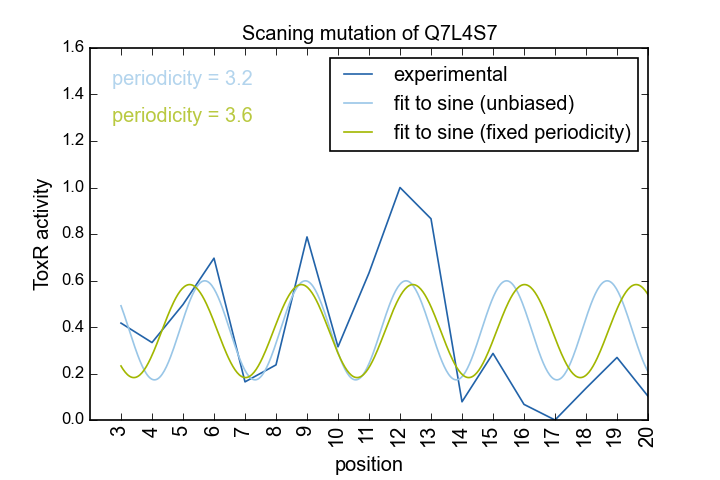 Scaning mutation of Q7L4S7
periodicity = 3.2
periodicity = 3.6
experimental
fit to sine (unbiased)
fit to sine (fixed periodicity)
ToxR activity
1.6
1.4
1.2
1.0
0.8
0.6
0.4
0.2
0.0
3 4 5 6 7 8 9 10 11 12 13 14 15 16 17 18 19 20
position